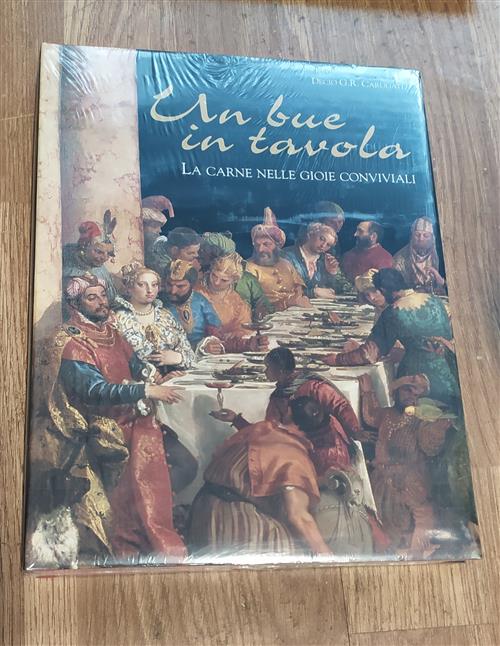 DECIO G.R. CARUGATI
Un bue
in tavola
LA CARNE NELLE GIOIE CONVIVIALI